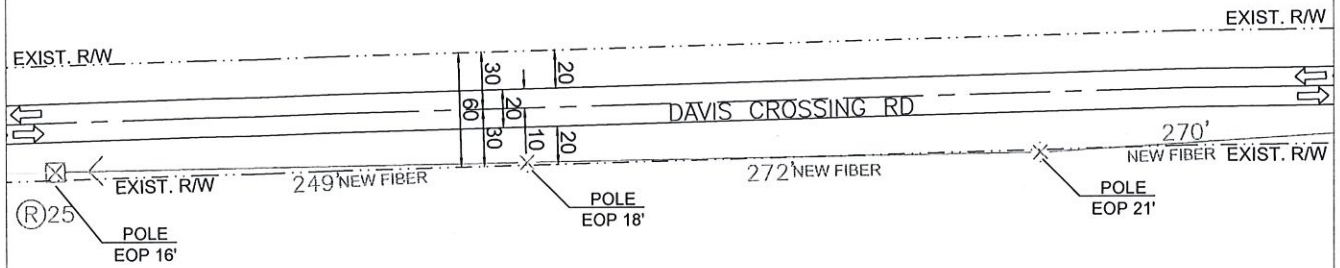 EXIST. R/W
EXIST. R/W
30
20
60
20
DAVIS CROSSING RD
30
10
20
270'
NEW FIBER
EXIST. R/W
EXIST. R/W
249' NEW FIBER
272' NEW FIBER
R 25
POLE
EOP 16'
POLE
EOP 18'
POLE
EOP 21'